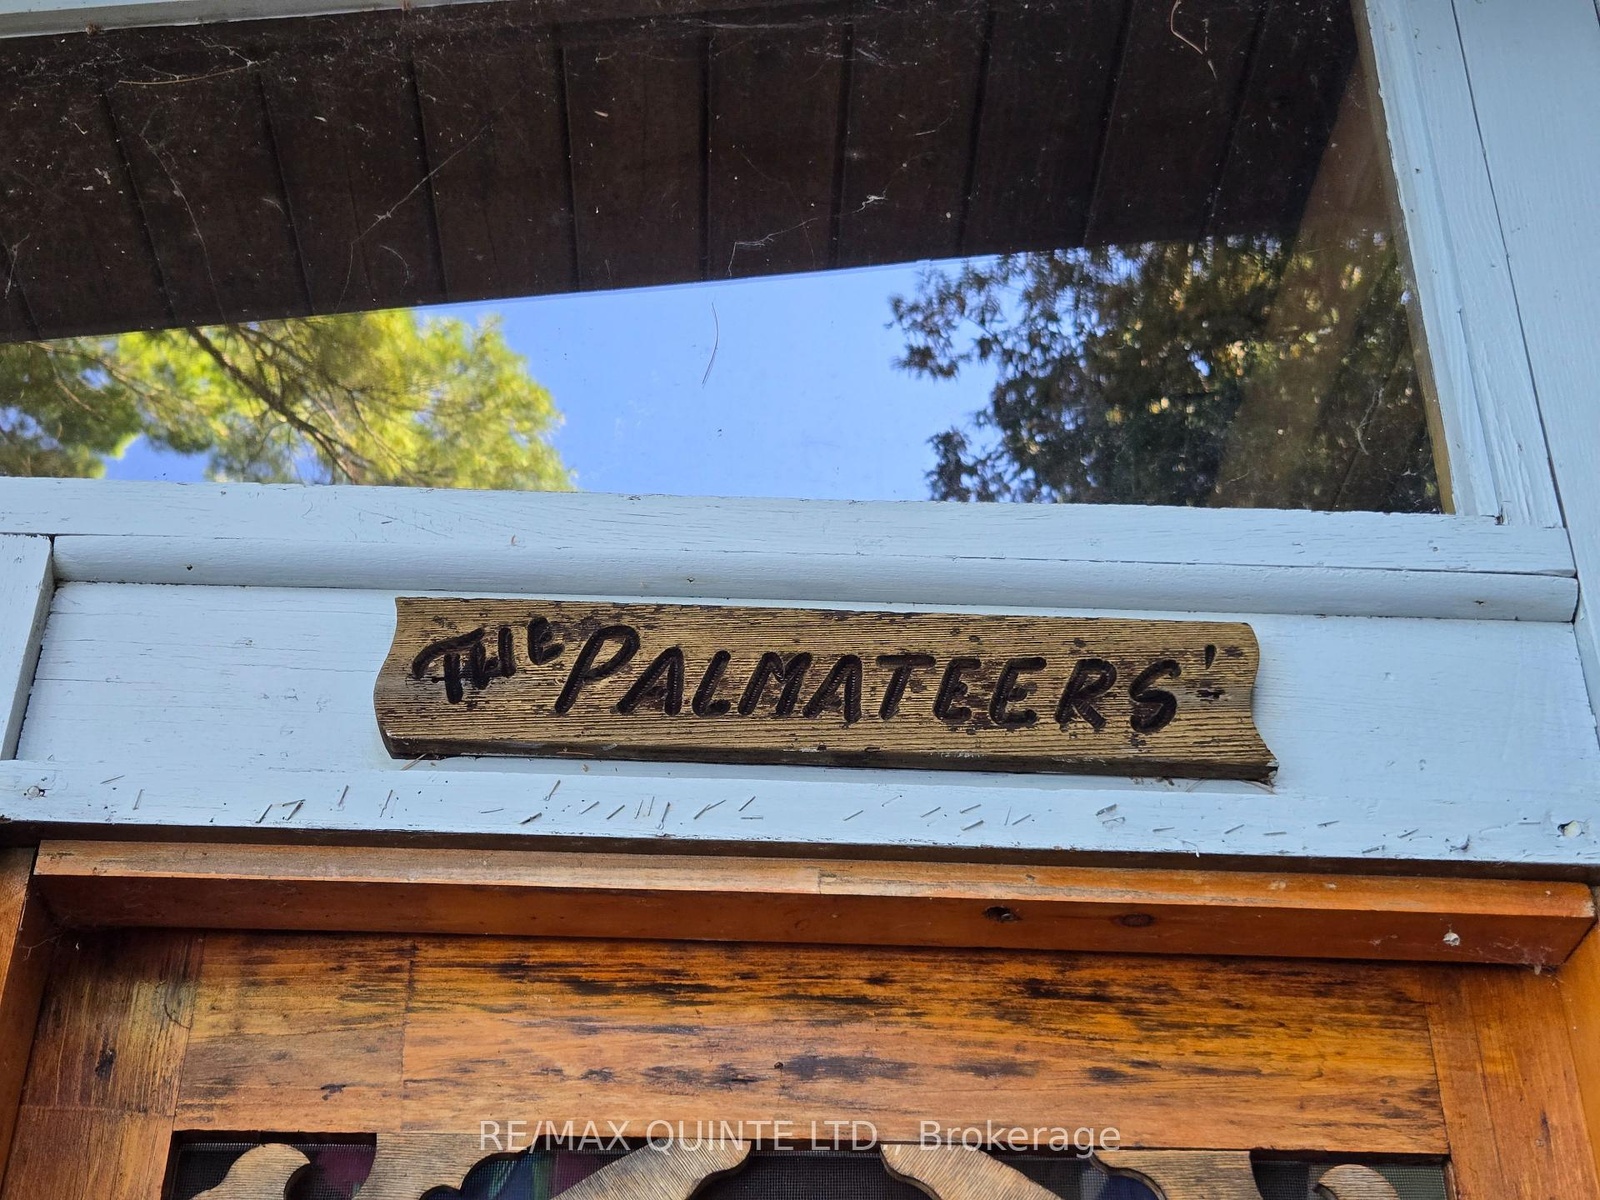 THE PALMATEERS'
RE/MAX QUINTE LTD., Brokerage